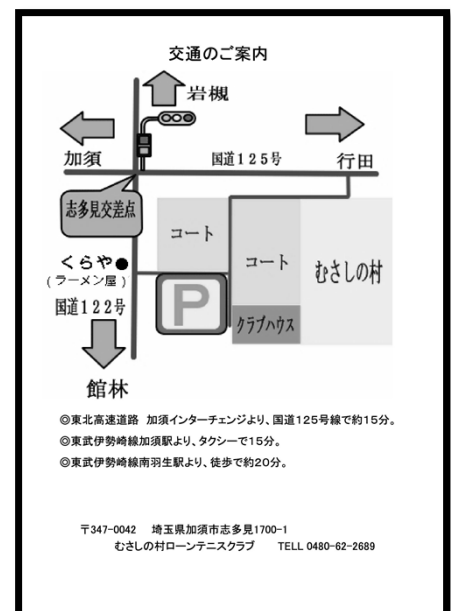 交通のご案内
岩槻
加須
国道125号
行田
志多見交差点
コート
コート
むさしの村
くらや●
(ラーメン屋)
国道122号
P
クラブハウス
館林
◎東北高速道路 加須インターチェンジより、国道125号線で約15分。
◎東武伊勢崎線加須駅より、タクシーで15分。
◎東武伊勢崎線南羽生駅より、徒歩で約20分。
〒347-0042 埼玉県加須市志多見1700-1
むさしの村ローンテニスクラブ TELL 0480-62-2689